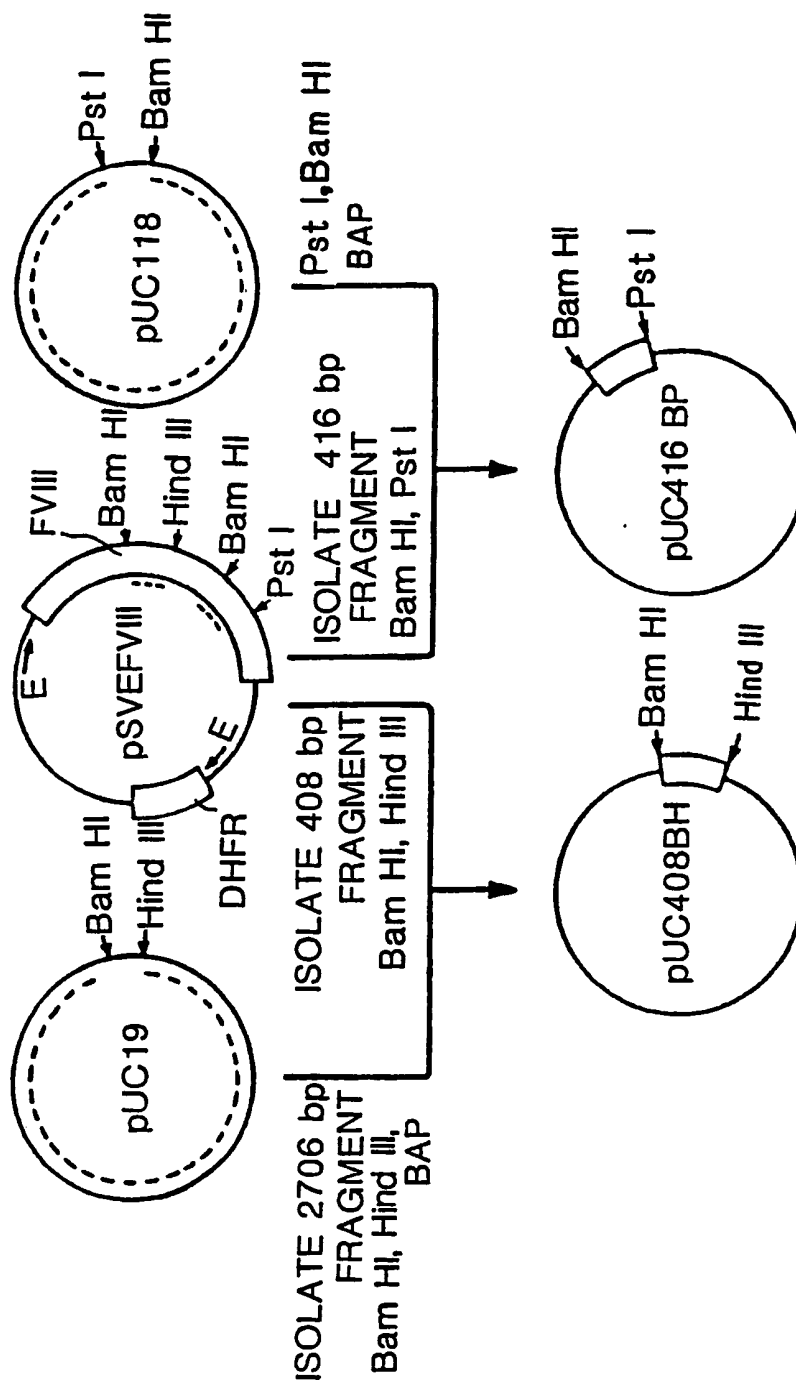 pUC19
Bam HI
Hind III
pSVEFVIII
E
E
DHFR
FVIII
Bam HI
Hind III
Bam HI
Pst I
pUC118
Pst I
Bam HI
ISOLATE 2706 bp
FRAGMENT
Bam HI, Hind III,
BAP
ISOLATE 408 bp
FRAGMENT
Bam HI, Hind III
ISOLATE 416 bp
FRAGMENT
Bam HI, Pst I
Pst I,Bam HI
BAP
pUC408BH
Bam HI
Hind III
pUC416 BP
Bam HI
Pst I